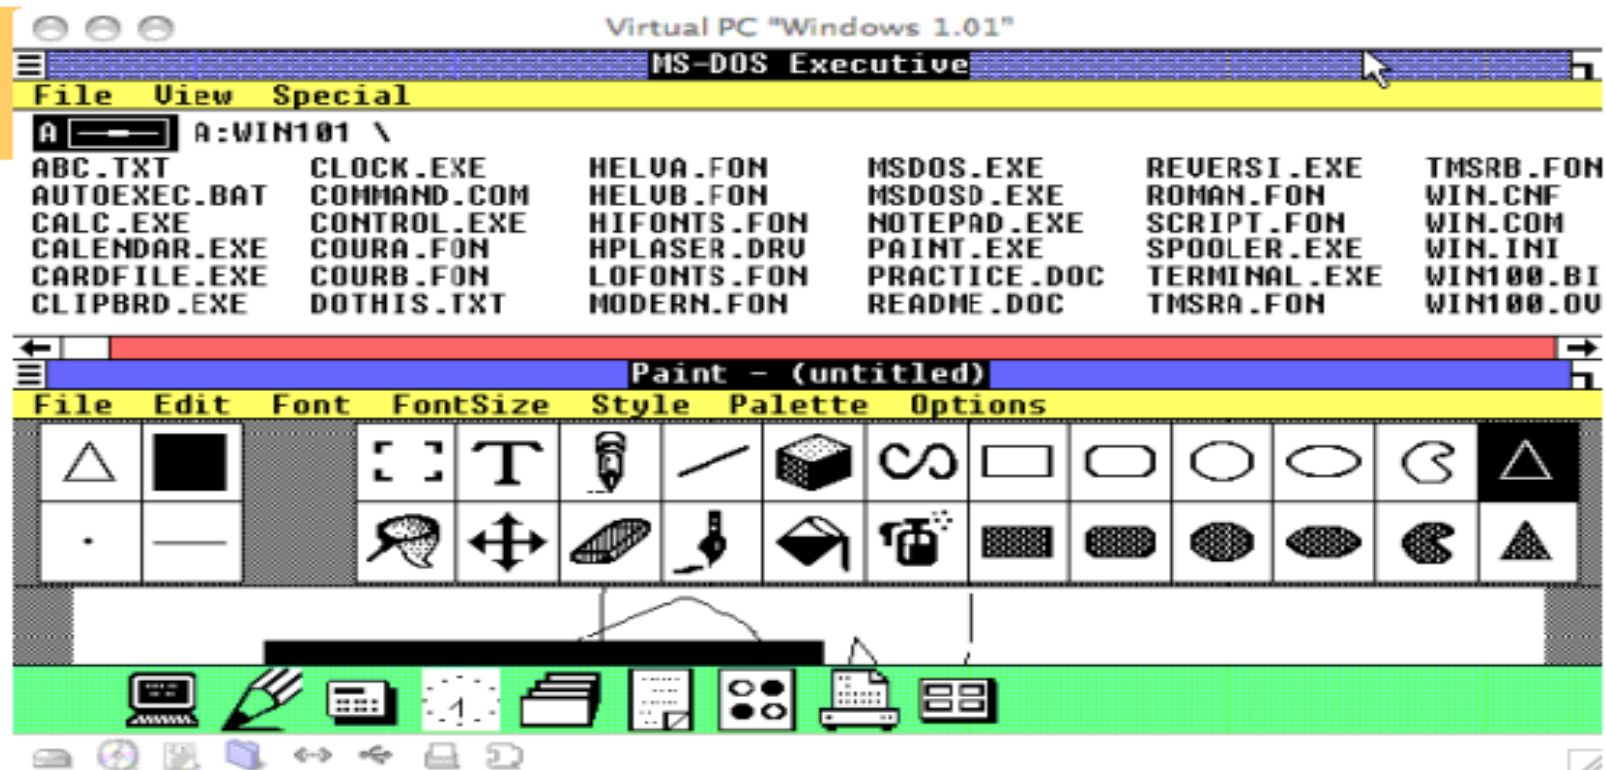 Virtual PC "Windows 1.01"
MS-DOS Executive
File View Special
A A:WIN101 \
ABC.TXT CLOCK.EXE HELVA.FON MSDOS.EXE REVERSI.EXE TMSRB.FON
AUTOEXEC.BAT COMMAND.COM HELVB.FON MSDOSD.EXE ROMAN.FON WIN.CNF
CALC.EXE CONTROL.EXE HIFONTS.FON NOTEPAD.EXE SCRIPT.FON WIN.COM
CALENDAR.EXE COURA.FON HPLASER.DRV PAINT.EXE SPOOLER.EXE WIN.INI
CARDFILE.EXE COURB.FON LOFONTS.FON PRACTICE.DOC TERMINAL.EXE WIN100.BI
CLIPBRD.EXE DOTHIS.TXT MODERN.FON README.DOC TMSRA.FON WIN100.OV
Paint - (untitled)
File Edit Font FontSize Style Palette Options
T